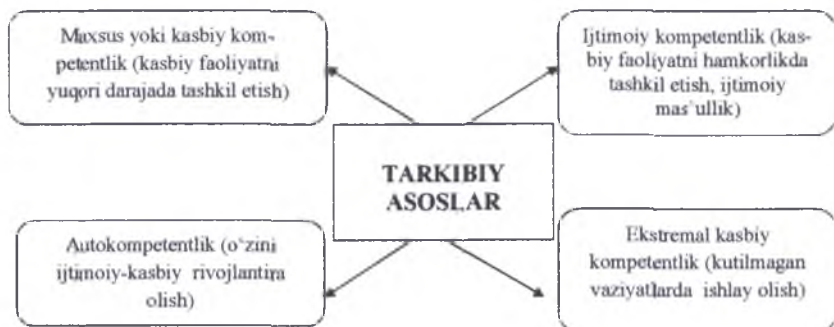 Maxsus yoki kasbiy kom-
petentlik (kasbiy faoliyatni
yuqori darajada tashkil etish)
Ijtimoiy kompetentlik (kas-
biy faoliyatni hamkorlikda
tashkil etish, ijtimoiy
mas`ullik)
TARKIBIY
ASOSLAR
Autokompetentlik (o‘zini
ijtimoiy-kasbiy rivojlantira
olish)
Ekstremal kasbiy
kompetentlik (kutilmagan
vaziyatlarda ishlay olish)